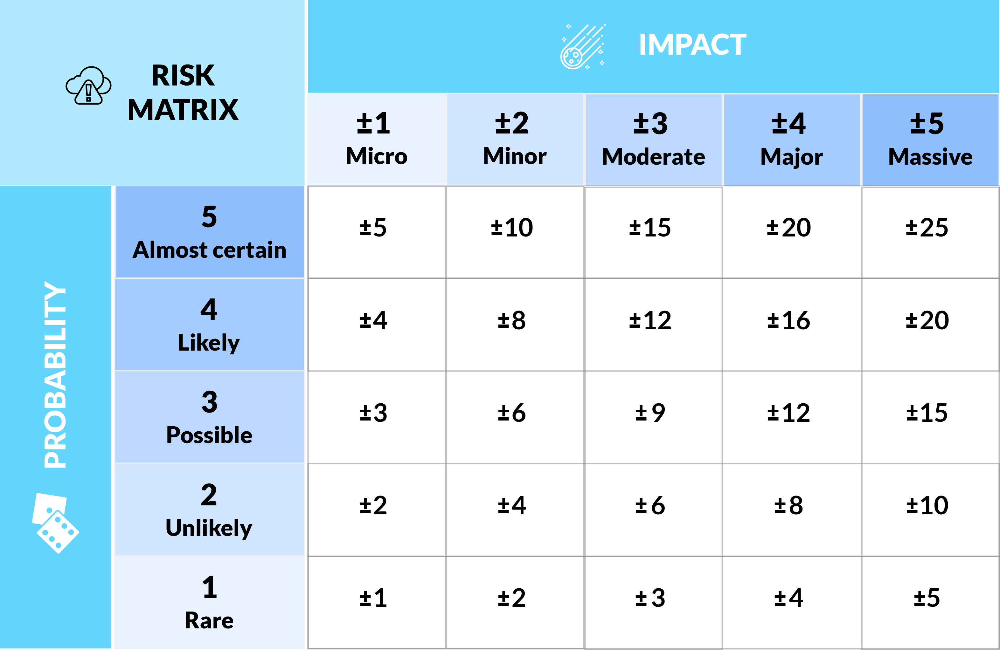 RISK
MATRIX
IMPACT
±1
Micro
±2
Minor
±3
Moderate
±4
Major
±5
Massive
PROBABILITY
5
Almost certain
±5
±10
±15
±20
±25
4
Likely
±4
±8
±12
±16
±20
3
Possible
±3
±6
±9
±12
±15
2
Unlikely
±2
±4
±6
±8
±10
1
Rare
±1
±2
±3
±4
±5